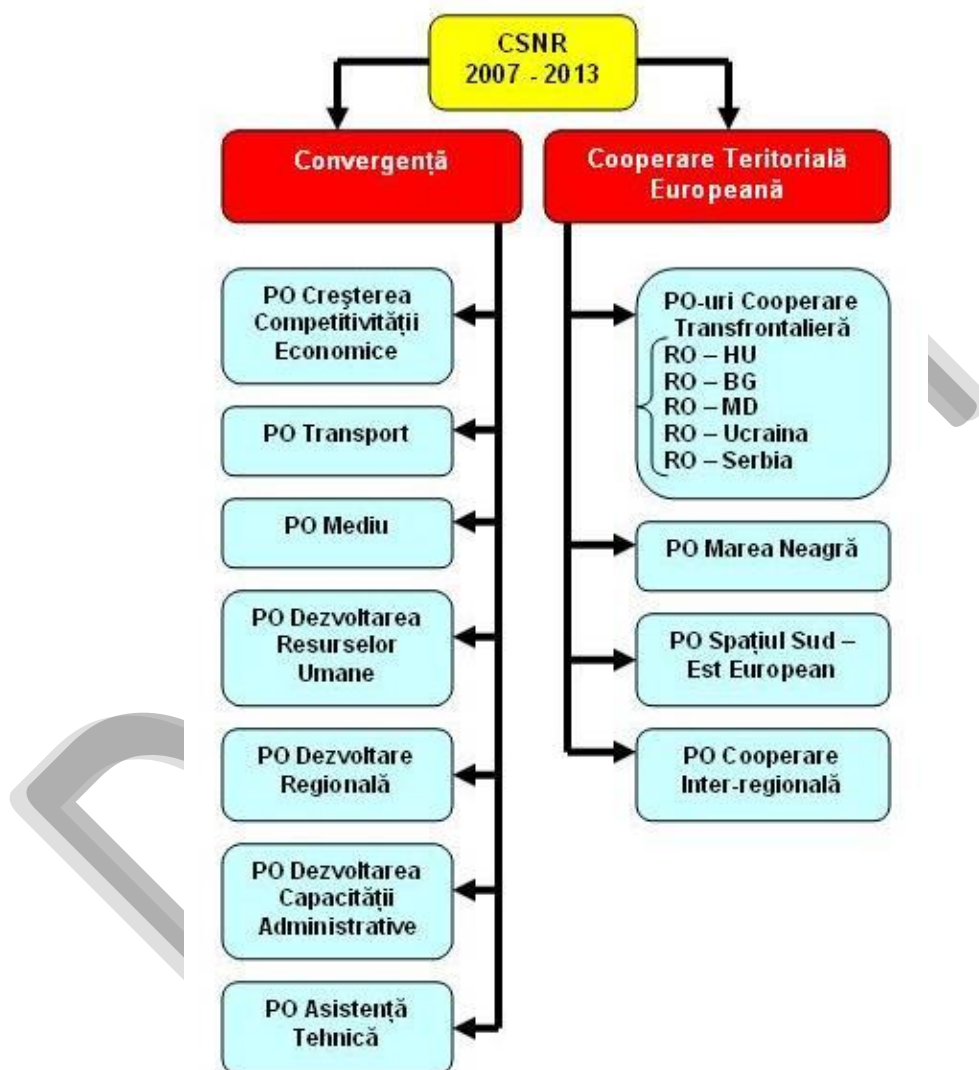 CSNR
2007 - 2013
Convergență
Cooperare Teritorială
Europeană
PO Creşterea
Competitivității
Economice
PO Transport
PO Mediu
PO Dezvoltarea
Resurselor
Umane
PO Dezvoltare
Regională
PO Dezvoltarea
Capacității
Administrative
PO Asistență
Tehnică
PO-uri Cooperare
Transfrontalieră
RO – HU
RO – BG
RO – MD
RO – Ucraina
RO – Serbia
PO Marea Neagră
PO Spațiul Sud –
Est European
PO Cooperare
Inter-regională